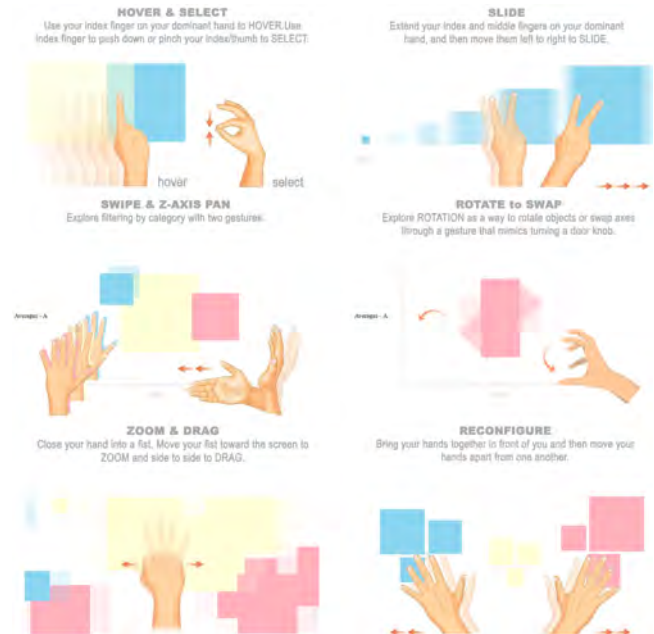 HOVER & SELECT
Use your index finger on your dominant hand to HOVER.Use
index finger to push down or pinch your index/thumb to SELECT.
hover
select
SLIDE
Extend your index and middle fingers on your dominant
hand, and then move them left to right to SLIDE.
SWIPE & Z-AXIS PAN
Explore filtering by category with two gestures.
Averages - A
ROTATE to SWAP
Explore ROTATION as a way to rotate objects or swap axes
through a gesture that mimics turning a door knob.
Averages - A
ZOOM & DRAG
Close your hand into a fist. Move your fist toward the screen to
ZOOM and side to side to DRAG.
RECONFIGURE
Bring your hands together in front of you and then move your
hands apart from one another.